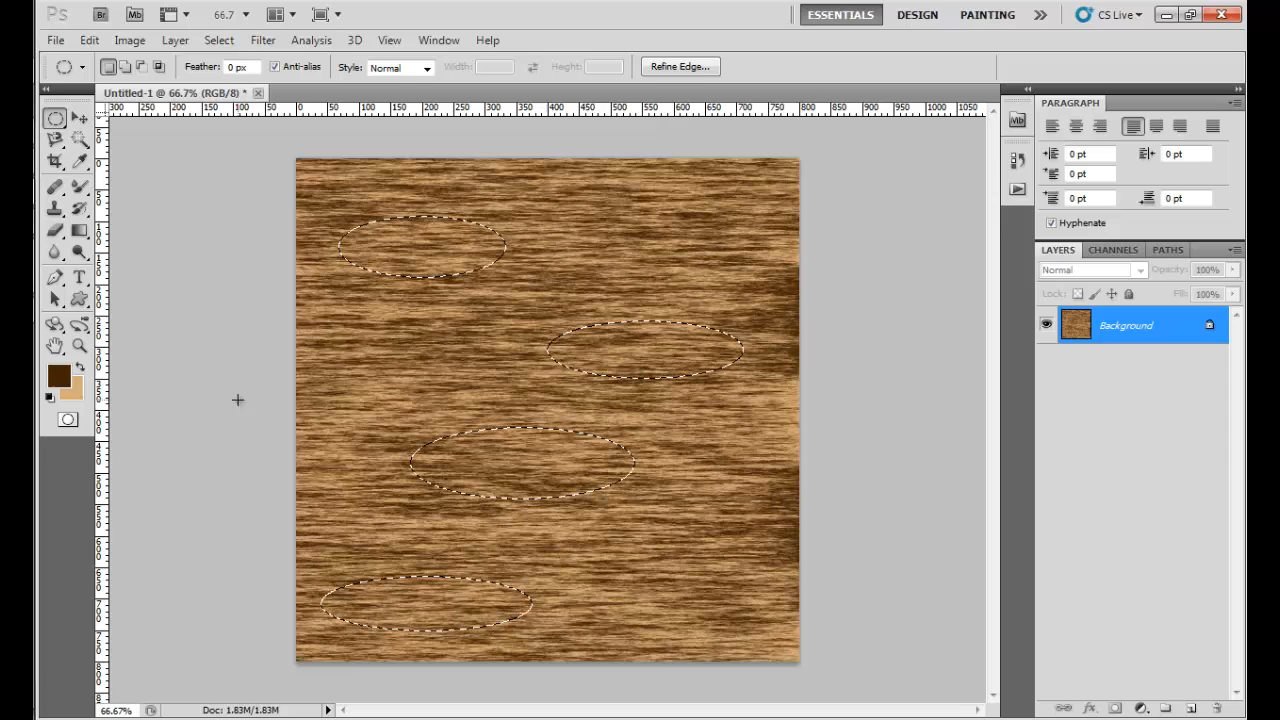 Ps Br Mb 66.7 ESSENTIALS DESIGN PAINTING CS Live
File Edit Image Layer Select Filter Analysis 3D View Window Help
Feather: 0 px Anti-alias Style: Normal Width: Height: Refine Edge...
Untitled-1 @ 66.7% (RGB/8) *
300 250 200 150 100 50 0 50 100 150 200 250 300 350 400 450 500 550 600 650 700 750 800 850 900 950 1000 1050
Mb
PARAGRAPH
0 pt 0 pt
0 pt
0 pt 0 pt
Hyphenate
LAYERS CHANNELS PATHS
Normal Opacity: 100%
Lock: Fill: 100%
Background
66.67% Doc: 1.83M/1.83M